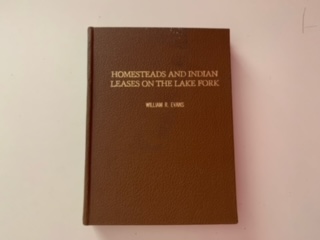 HOMESTEADS AND INDIAN
LEASES ON THE LAKE FORK
WILLIAM R. EVANS